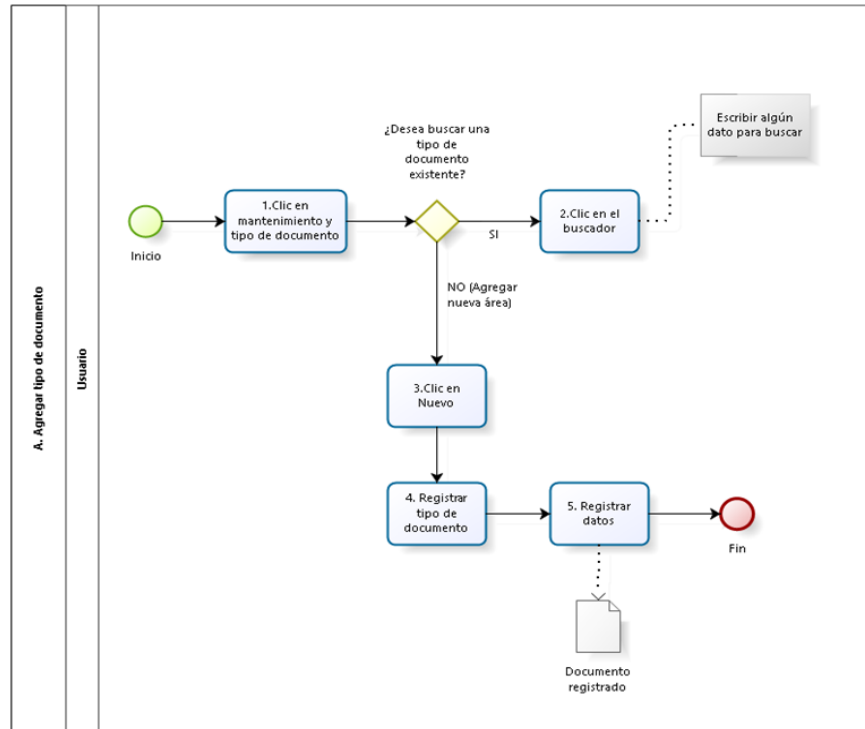 A. Agregar tipo de documento
Usuario
Inicio
1.Clic en
mantenimiento y
tipo de documento
¿Desea buscar una
tipo de
documento
existente?
SI
2.Clic en el
buscador
Escribir algún
dato para buscar
NO (Agregar
nueva área)
3.Clic en
Nuevo
4. Registrar
tipo de
documento
5. Registrar
datos
Fin
Documento
registrado